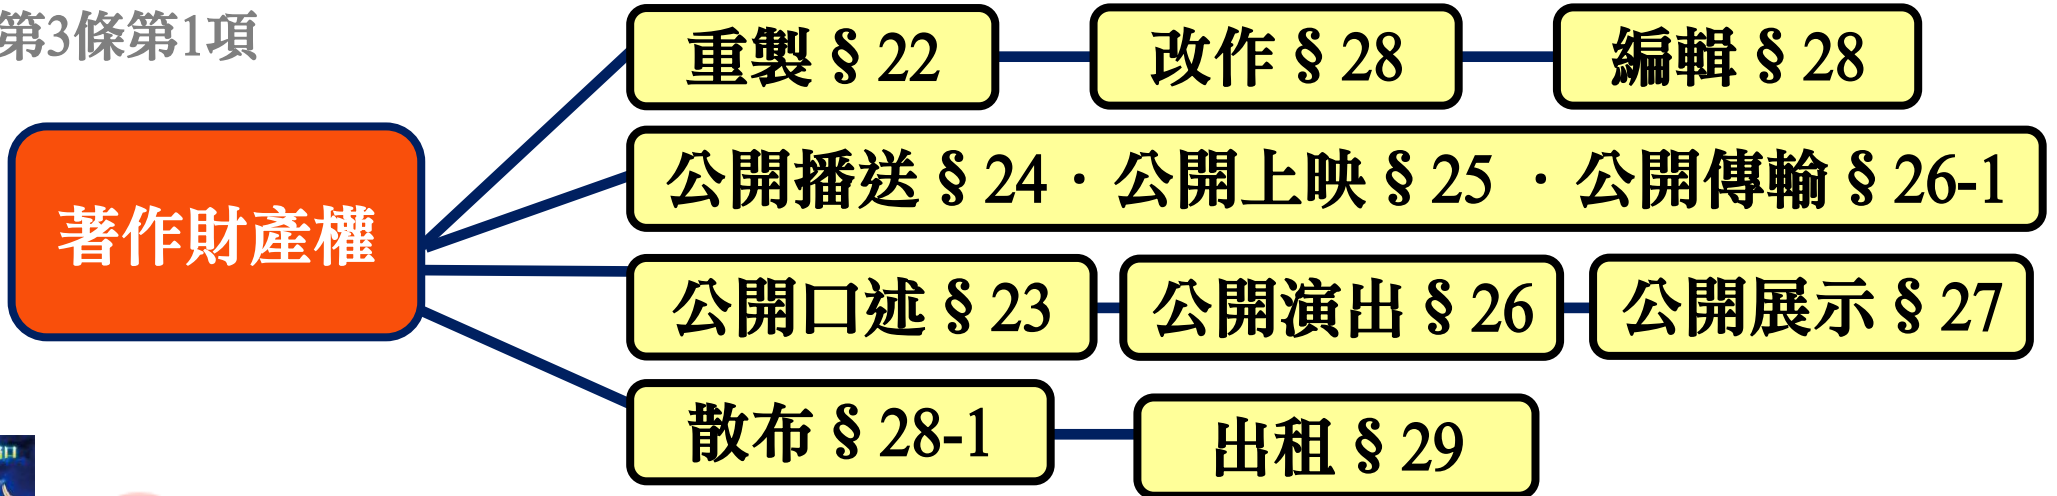 第3條第1項
重製 § 22
改作 § 28
編輯 § 28
公開播送 § 24．公開上映 § 25 ．公開傳輸 § 26-1
著作財產權
公開口述 § 23
公開演出 § 26
公開展示 § 27
散布 § 28-1
出租 § 29